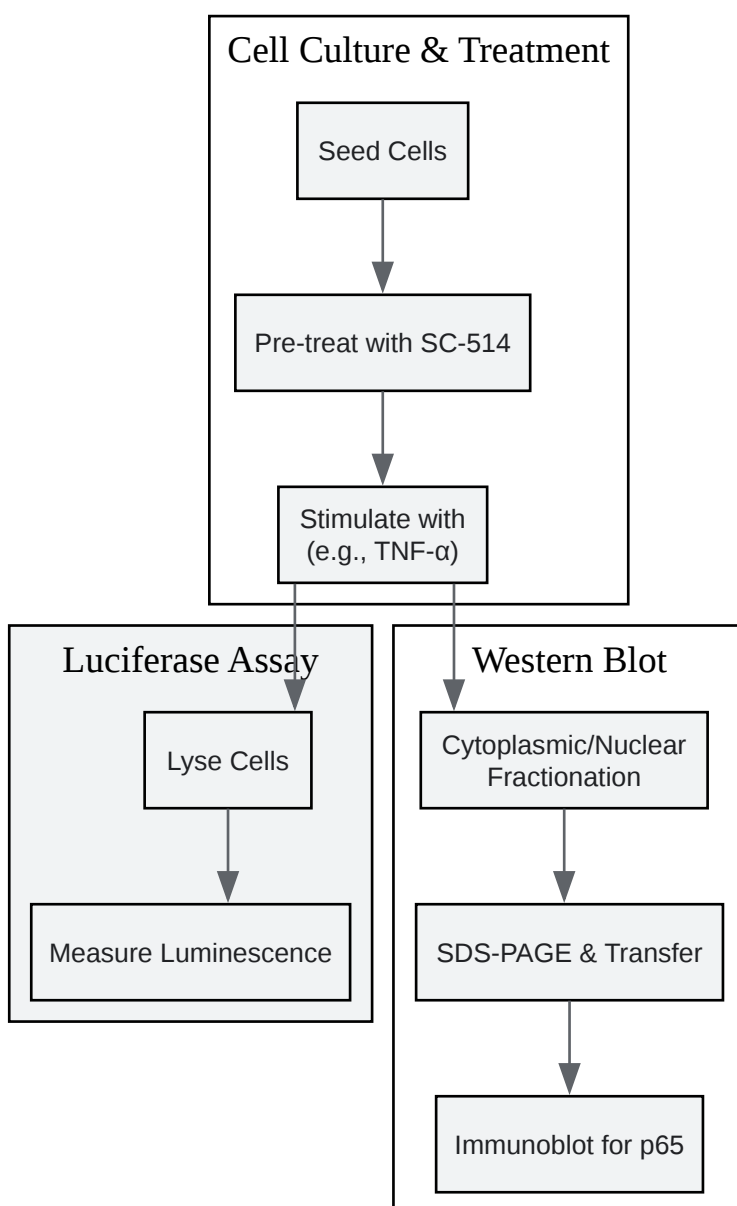 Cell Culture & Treatment
Seed Cells
Pre-treat with SC-514
Stimulate with
(e.g., TNF-α)
Luciferase Assay
Lyse Cells
Measure Luminescence
Western Blot
Cytoplasmic/Nuclear
Fractionation
SDS-PAGE & Transfer
Immunoblot for p65